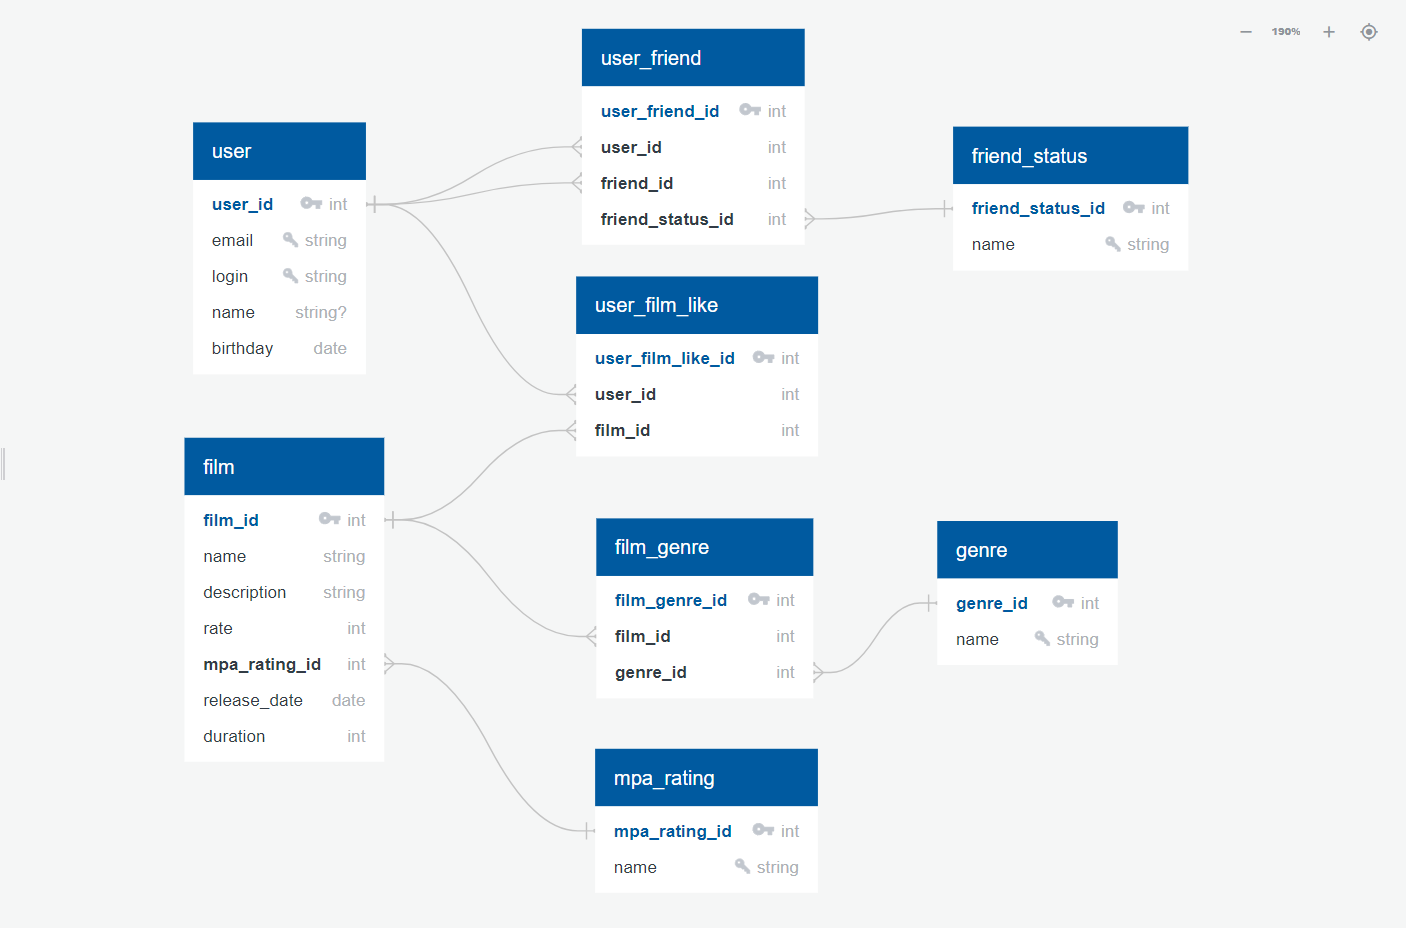 190%
user_friend
user_friend_id int
user_id int
friend_id int
friend_status_id int
user
user_id int
email string
login string
name string?
birthday date
friend_status
friend_status_id int
name string
user_film_like
user_film_like_id int
user_id int
film_id int
film
film_id int
name string
description string
rate int
mpa_rating_id int
release_date date
duration int
film_genre
film_genre_id int
film_id int
genre_id int
genre
genre_id int
name string
mpa_rating
mpa_rating_id int
name string